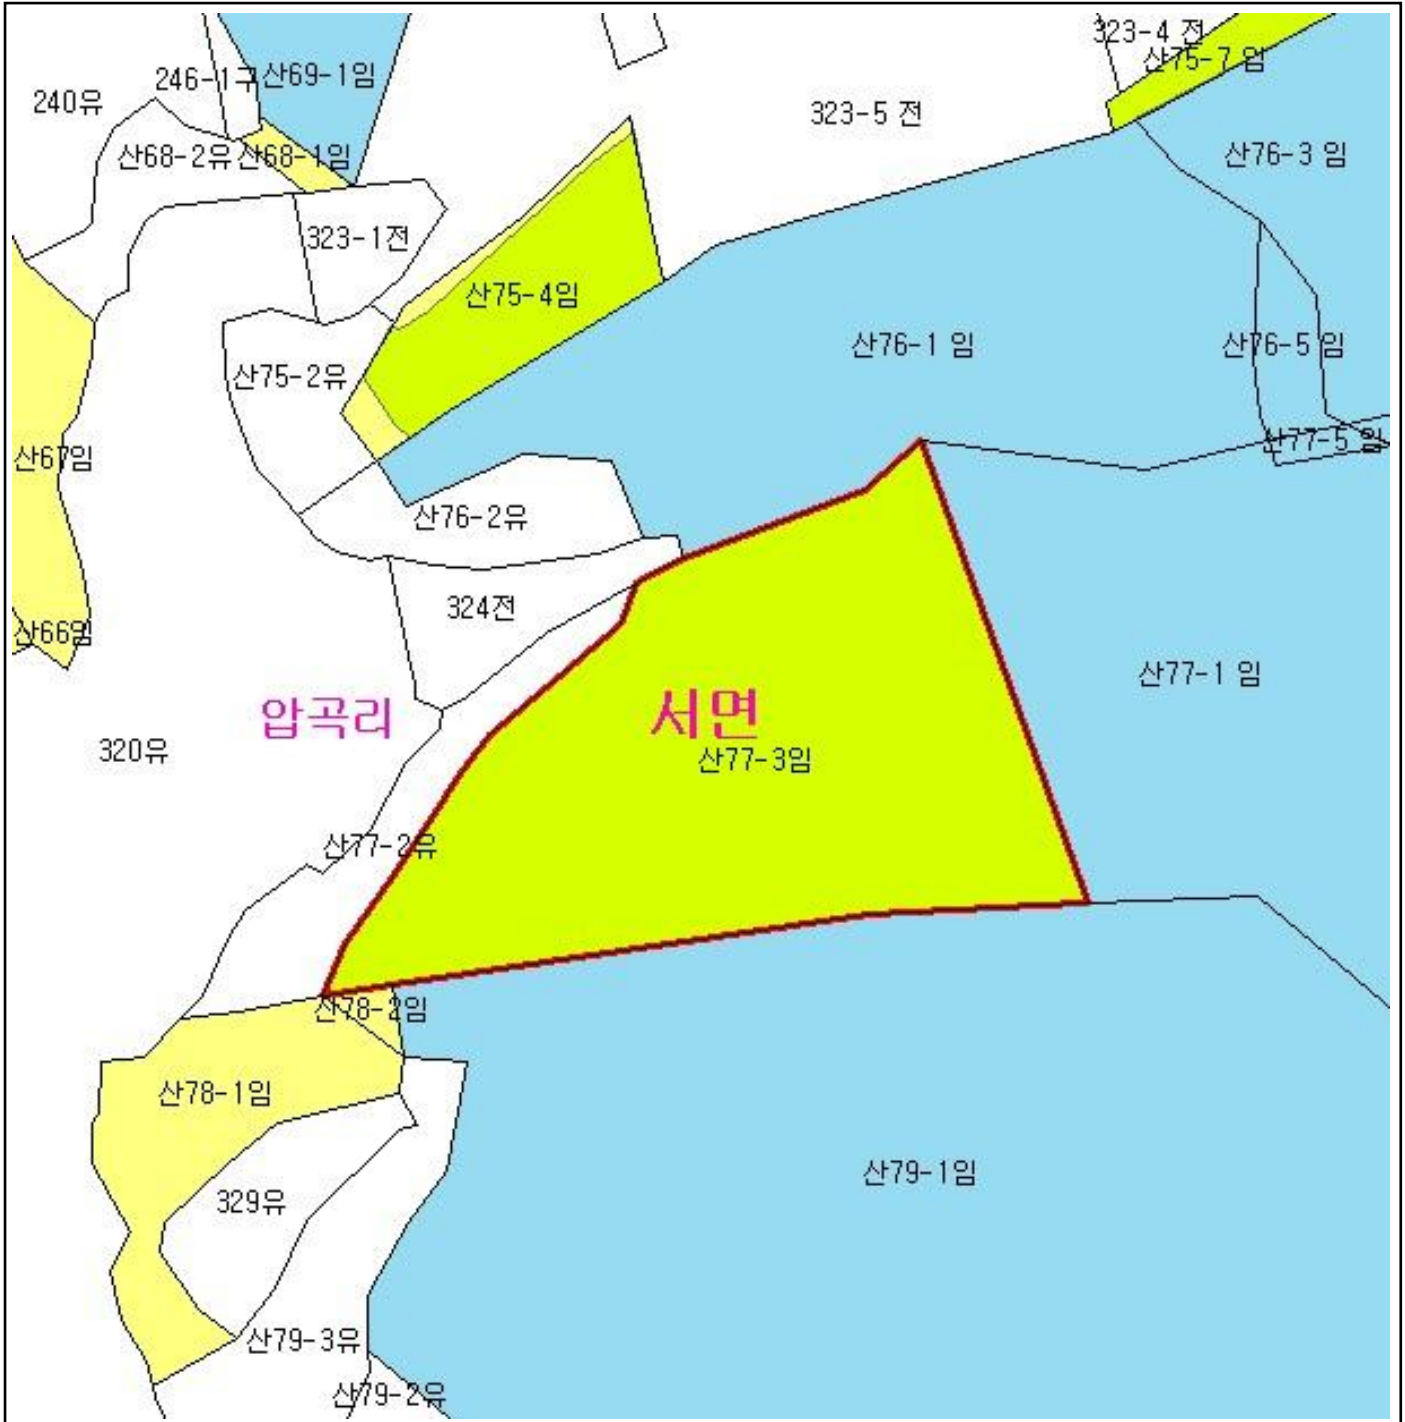 323-4 전
산75-7 임
246-1구
산69-1임
240유
323-5 전
산68-2유
산68-1임
산76-3 임
323-1전
산75-4임
산76-1 임
산76-5 임
산75-2유
산77-5 임
산67임
산76-2유
324전
산66임
산77-1 임
압곡리
서면
320유
산77-3임
산77-2유
산78-2임
산78-1임
산79-1임
329유
산79-3유
산79-2유